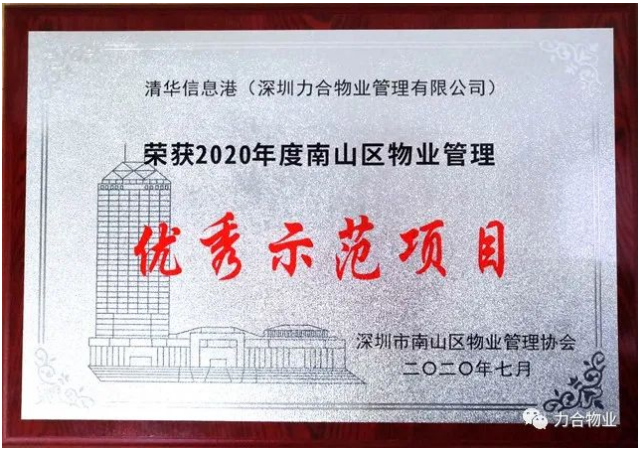 清华信息港（深圳力合物业管理有限公司）
荣获2020年度南山区物业管理
优秀示范项目
深圳市南山区物业管理协会
二〇二〇年七月
力合物业